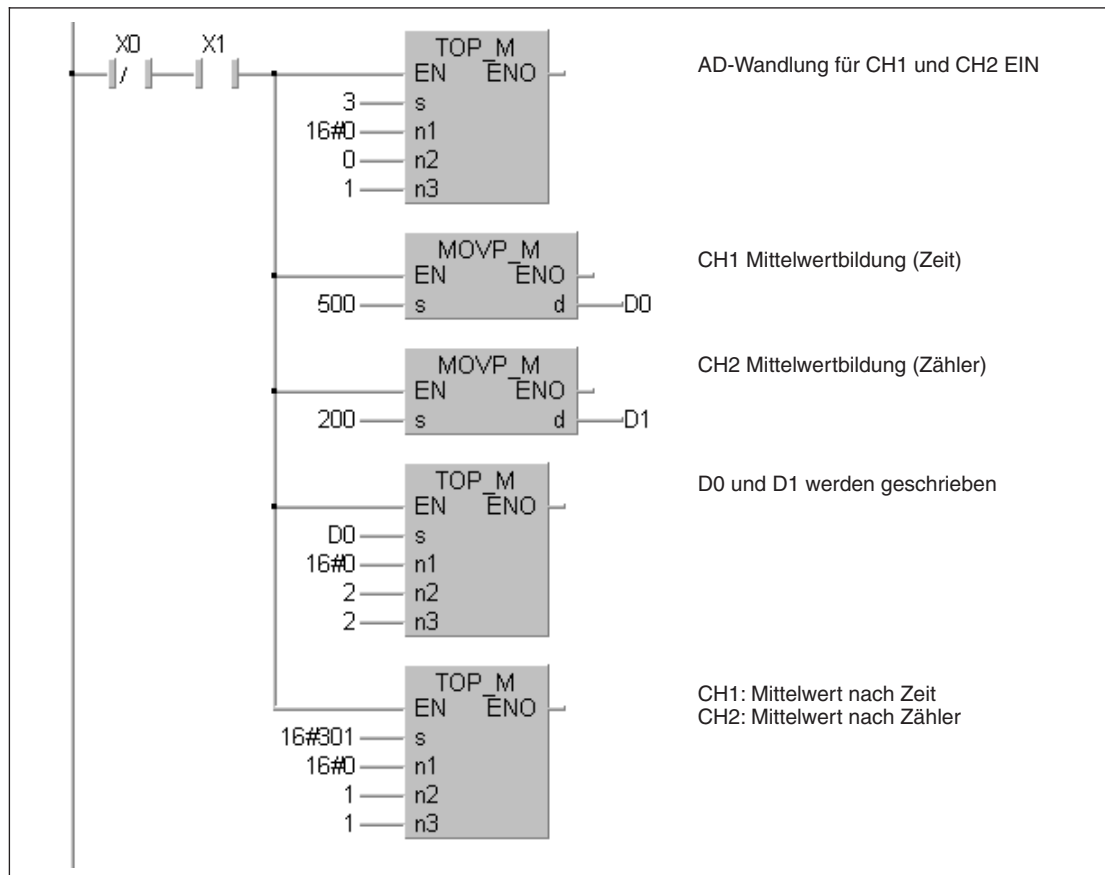 X0 X1
/
TOP_M
EN ENO
3 s
16#0 n1
0 n2
1 n3
AD-Wandlung für CH1 und CH2 EIN
MOVP_M
EN ENO
500 s d D0
CH1 Mittelwertbildung (Zeit)
MOVP_M
EN ENO
200 s d D1
CH2 Mittelwertbildung (Zähler)
TOP_M
EN ENO
D0 s
16#0 n1
2 n2
2 n3
D0 und D1 werden geschrieben
TOP_M
EN ENO
16#301 s
16#0 n1
1 n2
1 n3
CH1: Mittelwert nach Zeit
CH2: Mittelwert nach Zähler